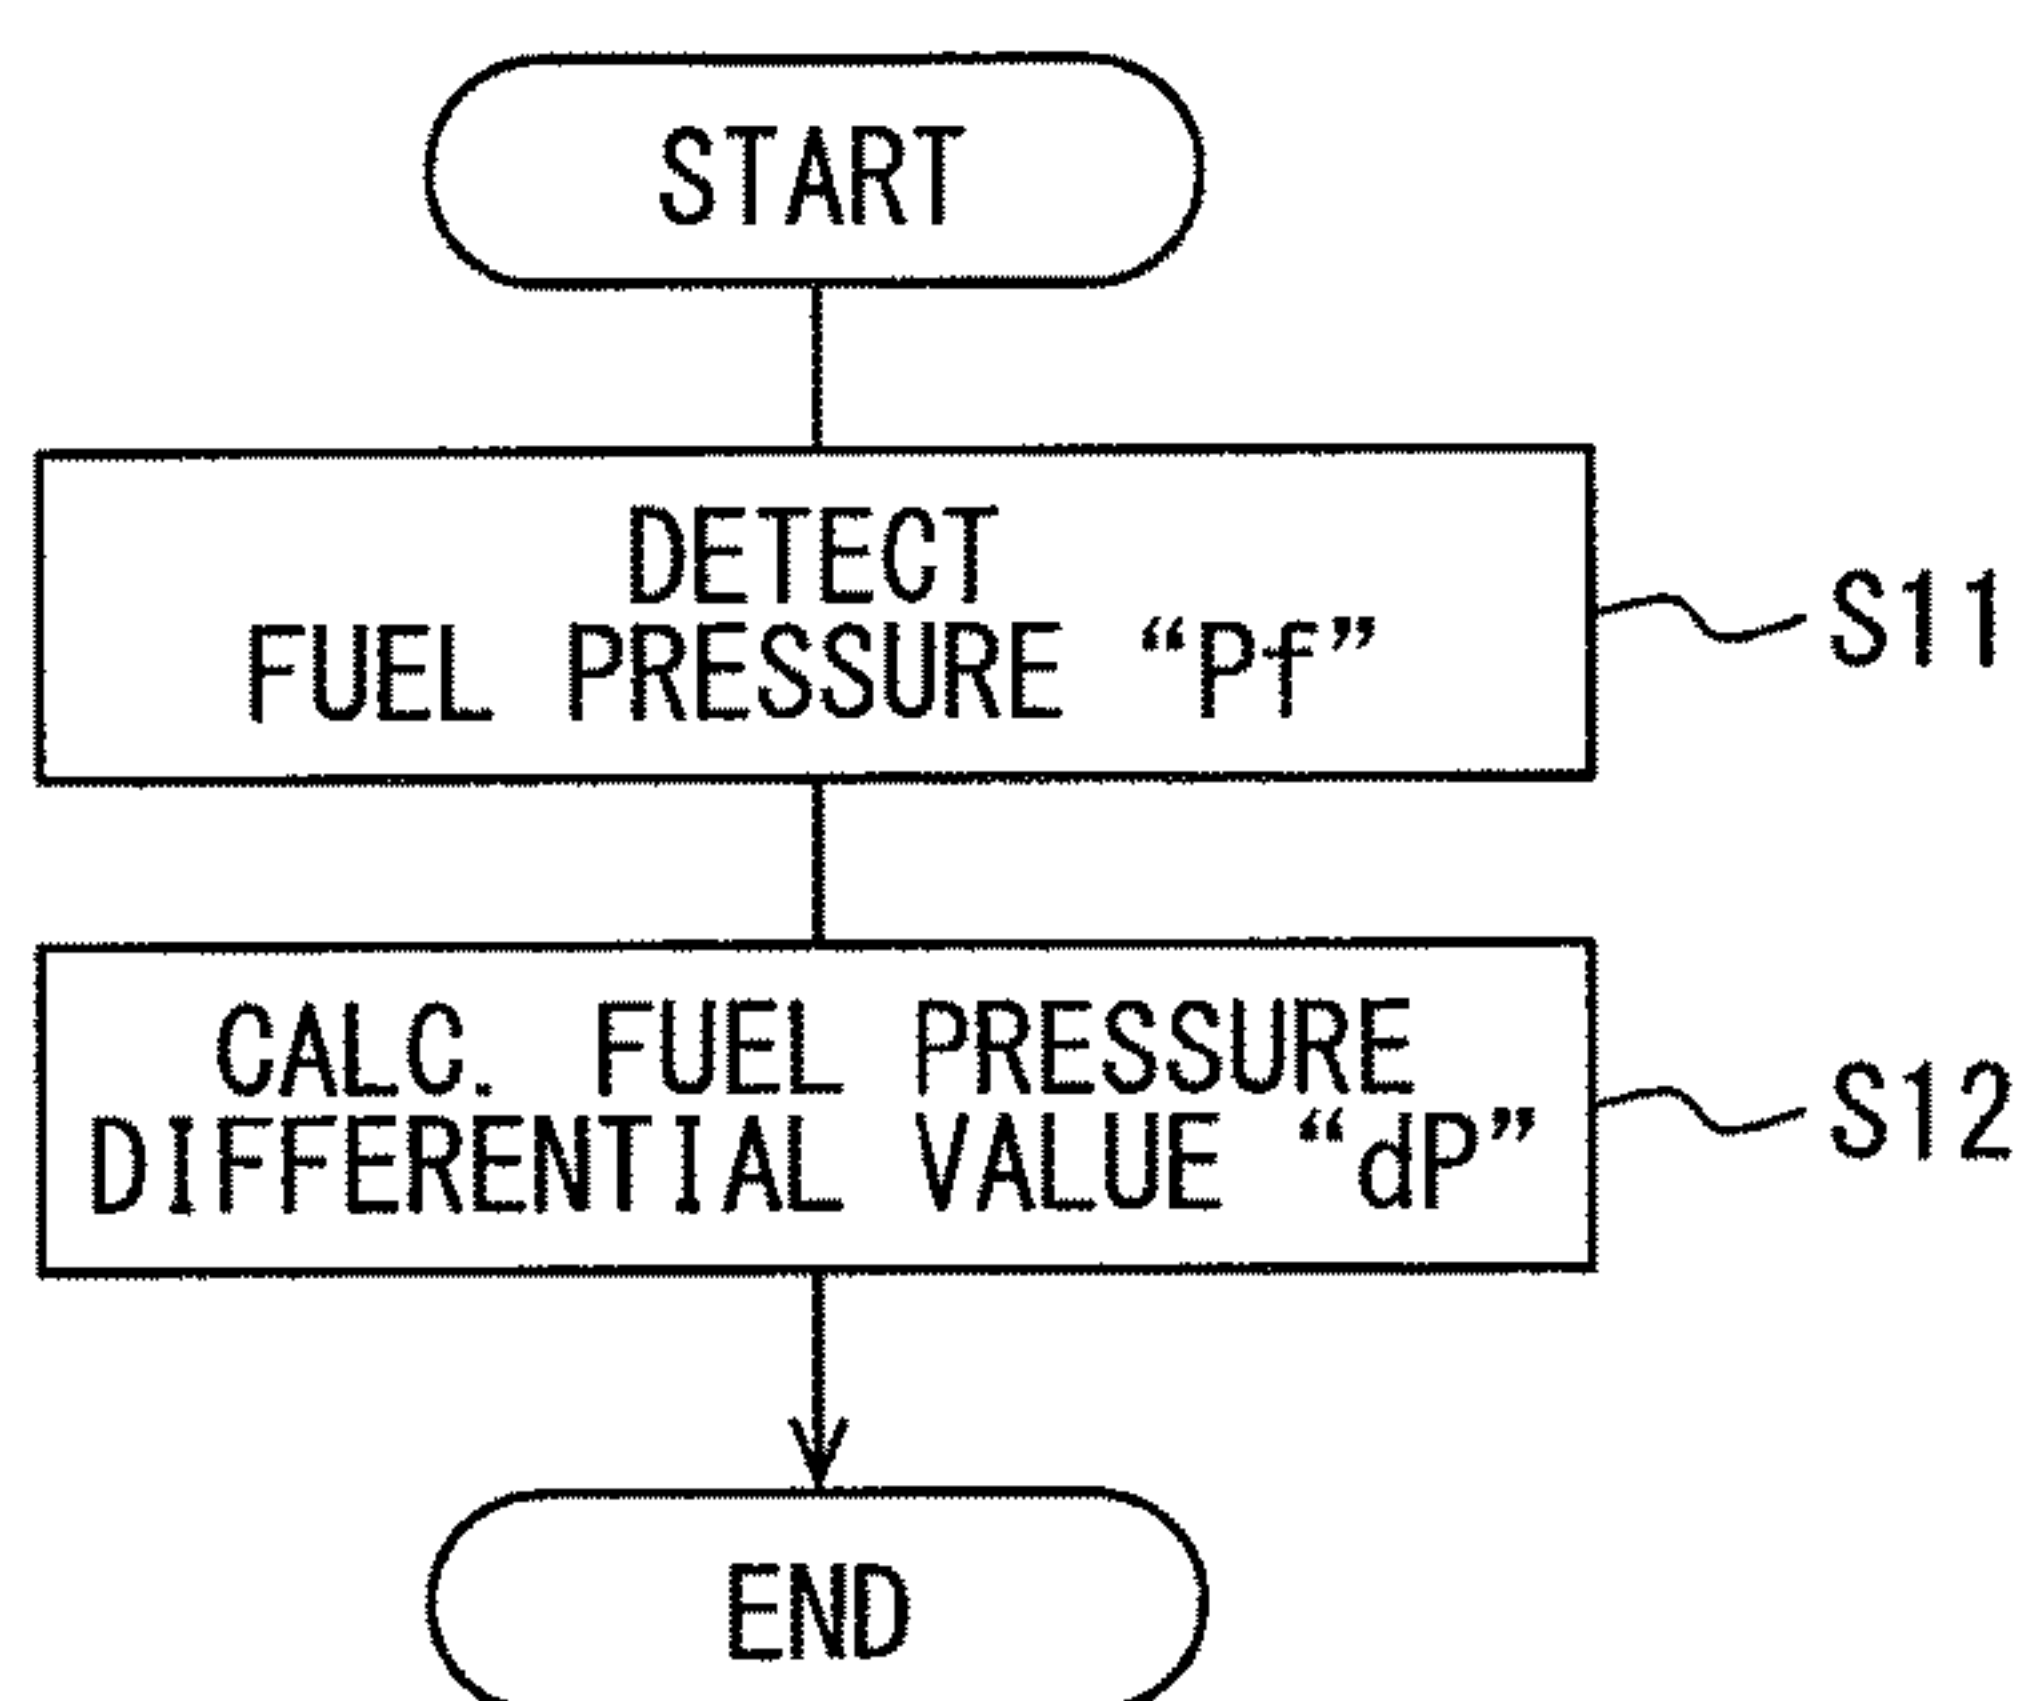 START
DETECT
FUEL PRESSURE “Pf”
S11
CALC. FUEL PRESSURE
DIFFERENTIAL VALUE “dP”
S12
END